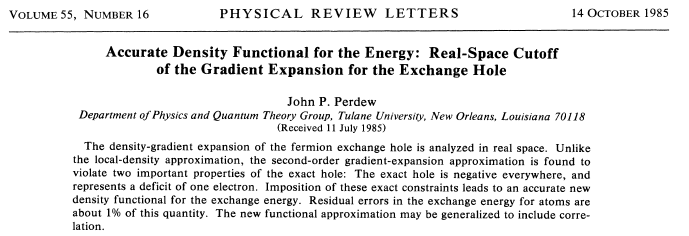 VOLUME 55, NUMBER 16 PHYSICAL REVIEW LETTERS 14 OCTOBER 1985
Accurate Density Functional for the Energy: Real-Space Cutoff
of the Gradient Expansion for the Exchange Hole
John P. Perdew
Department of Physics and Quantum Theory Group, Tulane University, New Orleans, Louisiana 70118
(Received 11 July 1985)
The density-gradient expansion of the fermion exchange hole is analyzed in real space. Unlike
the local-density approximation, the second-order gradient-expansion approximation is found to
violate two important properties of the exact hole: The exact hole is negative everywhere, and
represents a deficit of one electron. Imposition of these exact constraints leads to an accurate new
density functional for the exchange energy. Residual errors in the exchange energy for atoms are
about 1% of this quantity. The new functional approximation may be generalized to include corre-
lation.